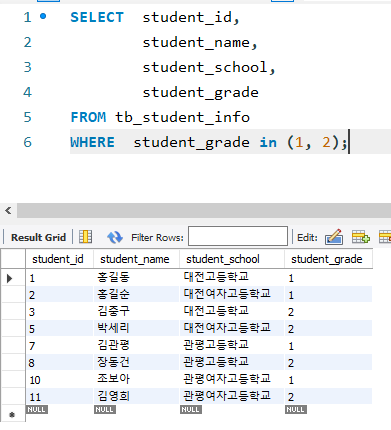 1 SELECT student_id,
2 student_name,
3 student_school,
4 student_grade
5 FROM tb_student_info
6 WHERE student_grade in (1, 2);
Result Grid Filter Rows: Edit:
student_id student_name student_school student_grade
1 홍길동 대전고등학교 1
2 홍길순 대전여자고등학교 1
3 김중구 대전고등학교 2
5 박세리 대전여자고등학교 2
7 김관평 관평고등학교 1
8 장동건 관평고등학교 2
10 조보아 관평여자고등학교 1
11 김영희 관평여자고등학교 2
NULL NULL NULL NULL